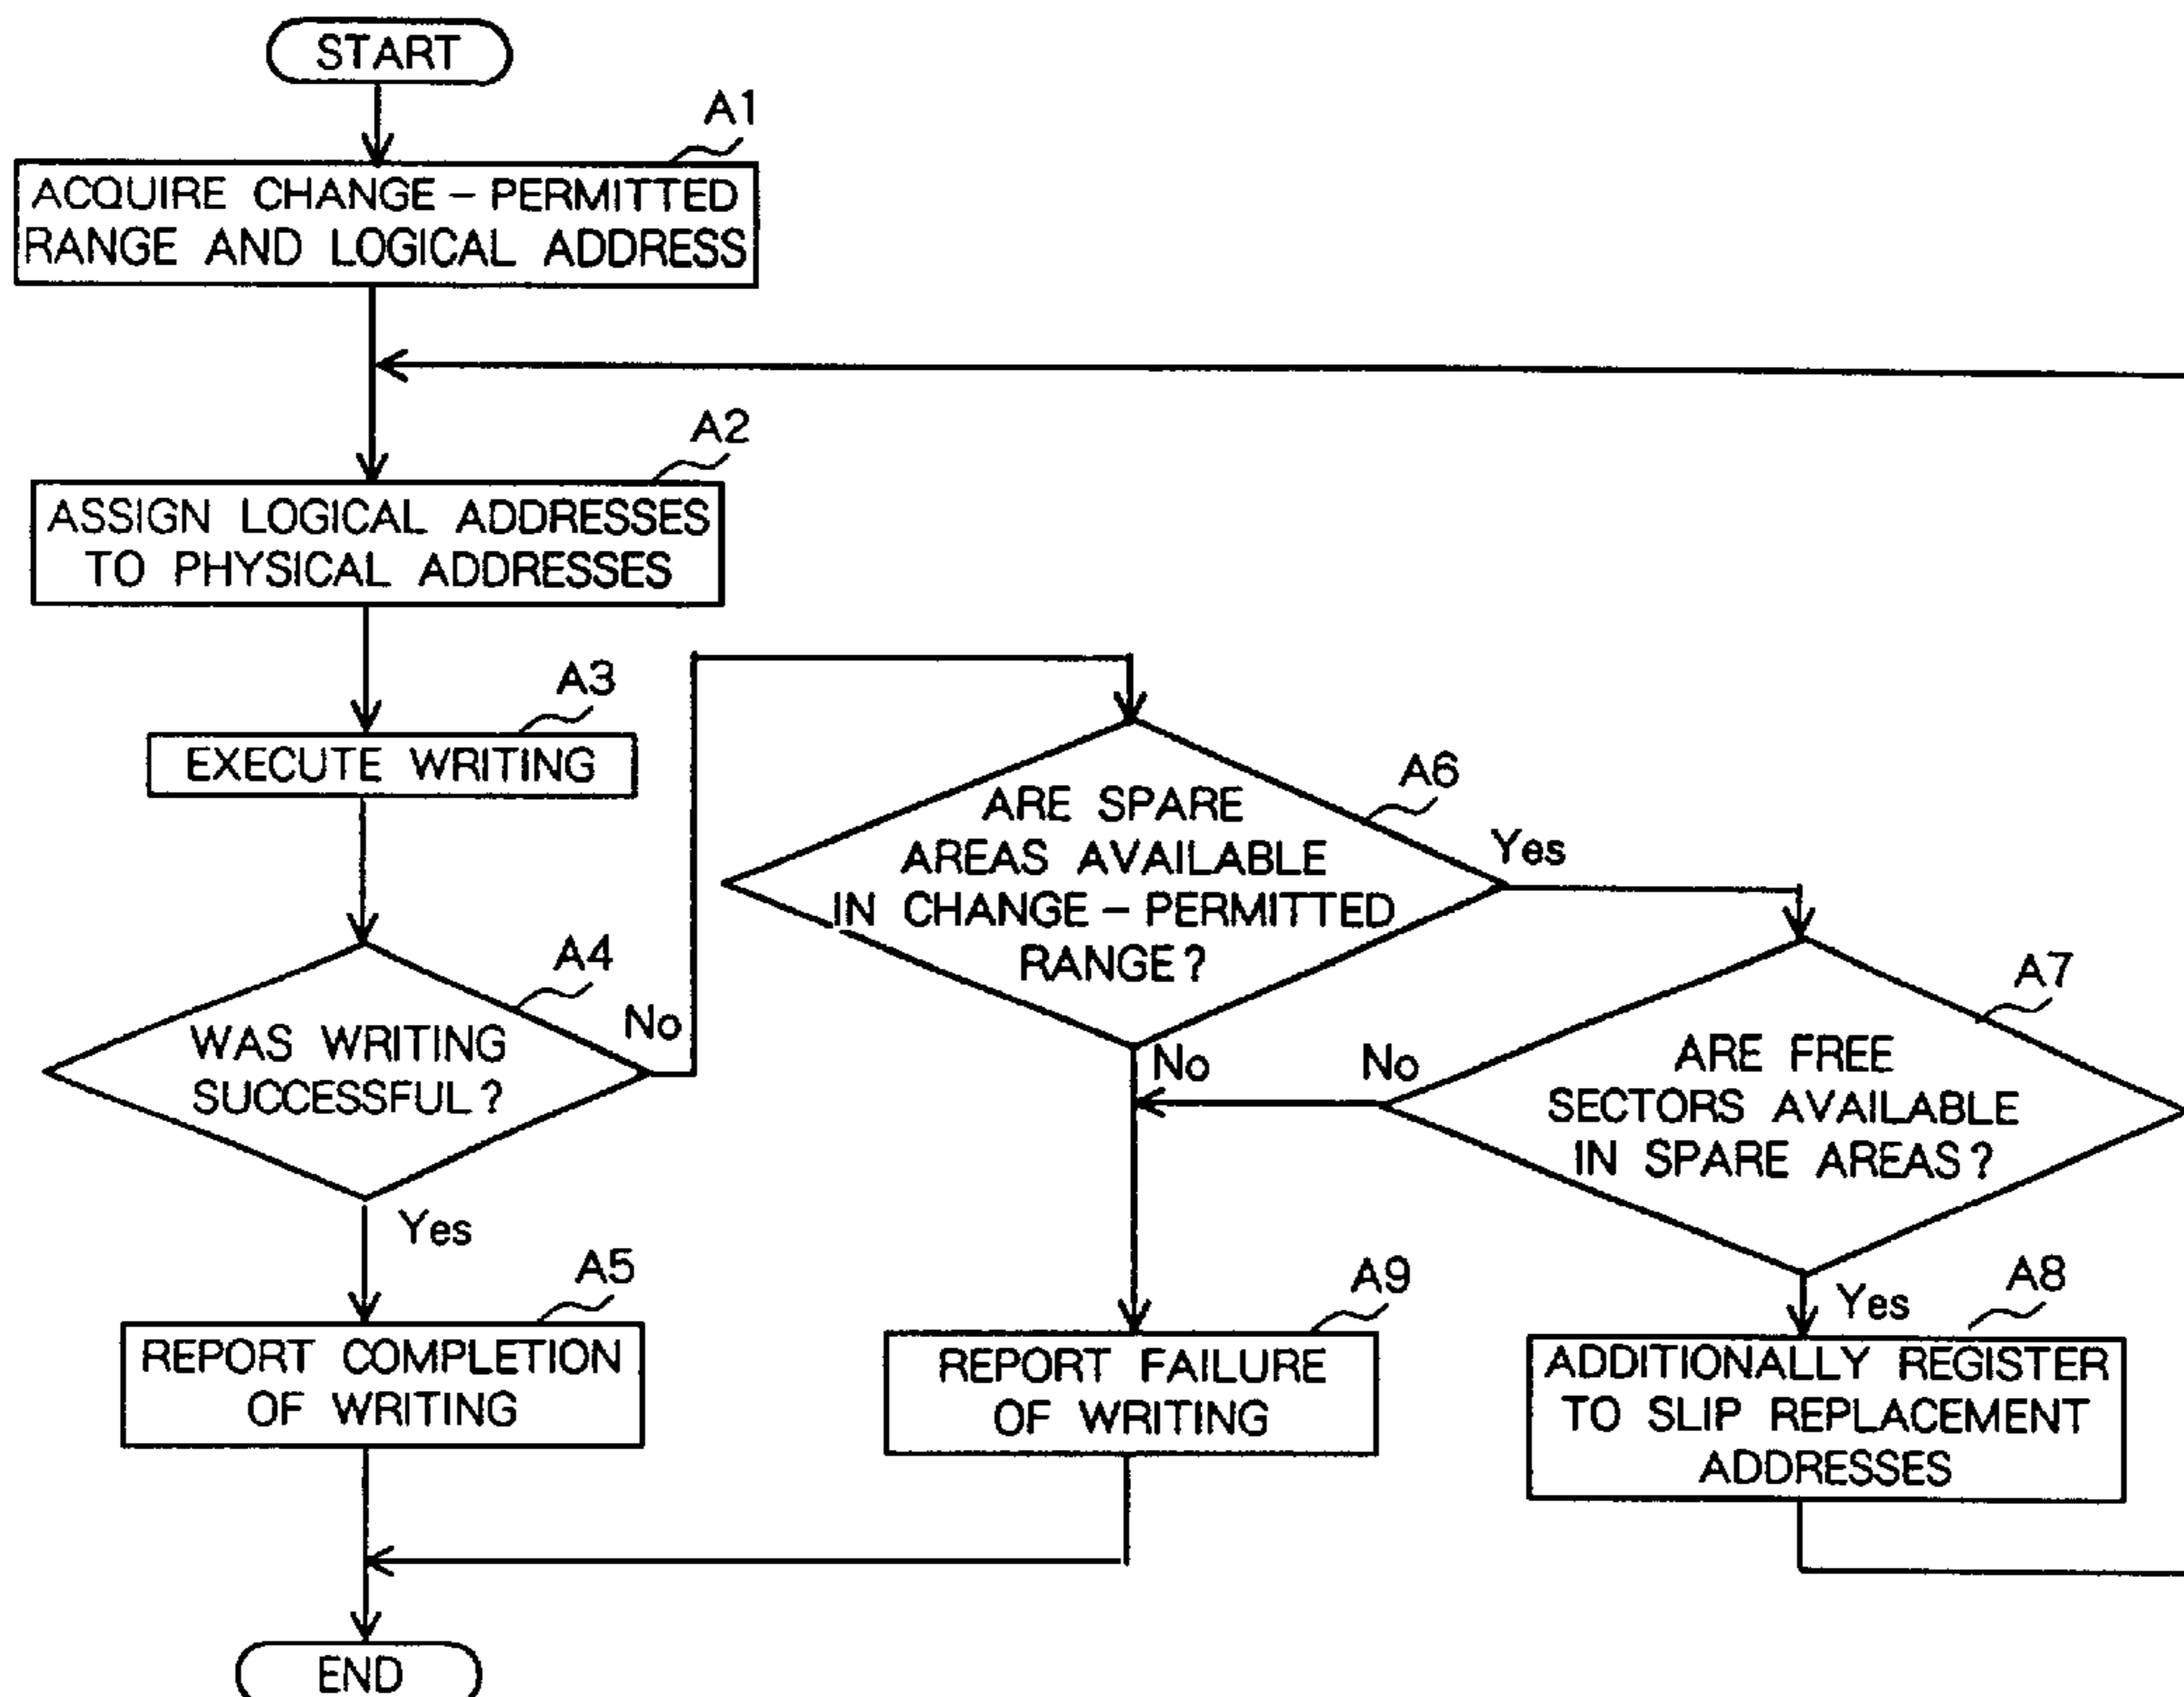 START
A1
ACQUIRE CHANGE – PERMITTED
RANGE AND LOGICAL ADDRESS
A2
ASSIGN LOGICAL ADDRESSES
TO PHYSICAL ADDRESSES
A3
EXECUTE WRITING
A4
WAS WRITING
SUCCESSFUL?
No
Yes
A5
REPORT COMPLETION
OF WRITING
A6
ARE SPARE
AREAS AVAILABLE
IN CHANGE – PERMITTED
RANGE?
Yes
No
A7
ARE FREE
SECTORS AVAILABLE
IN SPARE AREAS?
No
Yes
A8
ADDITIONALLY REGISTER
TO SLIP REPLACEMENT
ADDRESSES
A9
REPORT FAILURE
OF WRITING
END